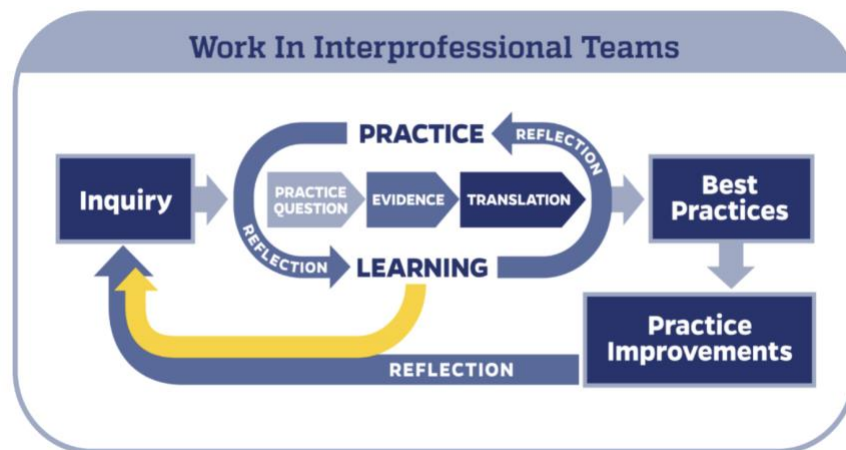 Work In Interprofessional Teams
PRACTICE
REFLECTION
Inquiry
PRACTICE
QUESTION
EVIDENCE
TRANSLATION
Best
Practices
REFLECTION
LEARNING
Practice
Improvements
REFLECTION